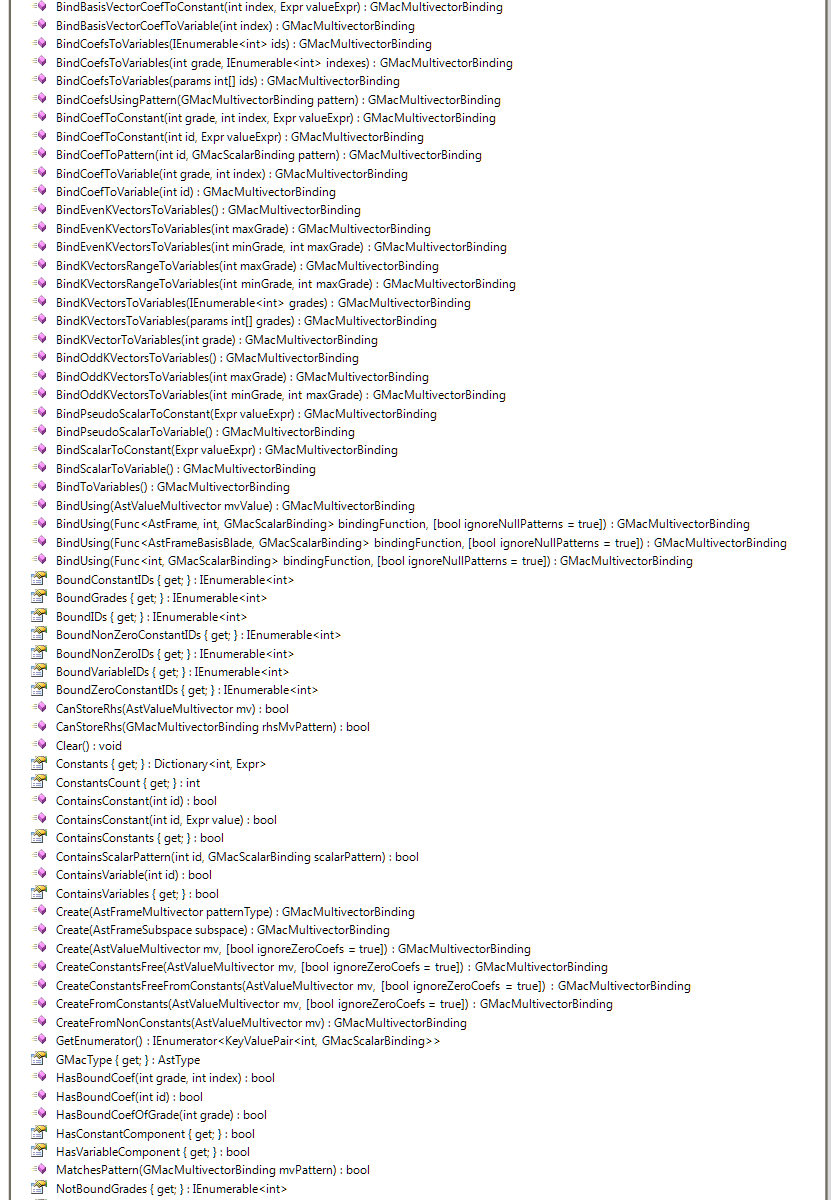 BindBasisVectorCoefToConstant(int index, Expr valueExpr) : GMacMultivectorBinding
BindBasisVectorCoefToVariable(int index) : GMacMultivectorBinding
BindCoefsToVariables(IEnumerable<int> ids) : GMacMultivectorBinding
BindCoefsToVariables(int grade, IEnumerable<int> indexes) : GMacMultivectorBinding
BindCoefsToVariables(params int[] ids) : GMacMultivectorBinding
BindCoefsUsingPattern(GMacMultivectorBinding pattern) : GMacMultivectorBinding
BindCoefToConstant(int grade, int index, Expr valueExpr) : GMacMultivectorBinding
BindCoefToConstant(int id, Expr valueExpr) : GMacMultivectorBinding
BindCoefToPattern(int id, GMacScalarBinding pattern) : GMacMultivectorBinding
BindCoefToVariable(int grade, int index) : GMacMultivectorBinding
BindCoefToVariable(int id) : GMacMultivectorBinding
BindEvenKVectorsToVariables() : GMacMultivectorBinding
BindEvenKVectorsToVariables(int maxGrade) : GMacMultivectorBinding
BindEvenKVectorsToVariables(int minGrade, int maxGrade) : GMacMultivectorBinding
BindKVectorsRangeToVariables(int maxGrade) : GMacMultivectorBinding
BindKVectorsRangeToVariables(int minGrade, int maxGrade) : GMacMultivectorBinding
BindKVectorsToVariables(IEnumerable<int> grades) : GMacMultivectorBinding
BindKVectorsToVariables(params int[] grades) : GMacMultivectorBinding
BindKVectorToVariables(int grade) : GMacMultivectorBinding
BindOddKVectorsToVariables() : GMacMultivectorBinding
BindOddKVectorsToVariables(int maxGrade) : GMacMultivectorBinding
BindOddKVectorsToVariables(int minGrade, int maxGrade) : GMacMultivectorBinding
BindPseudoScalarToConstant(Expr valueExpr) : GMacMultivectorBinding
BindPseudoScalarToVariable() : GMacMultivectorBinding
BindScalarToConstant(Expr valueExpr) : GMacMultivectorBinding
BindScalarToVariable() : GMacMultivectorBinding
BindToVariables() : GMacMultivectorBinding
BindUsing(AstValueMultivector mvValue) : GMacMultivectorBinding
BindUsing(Func<AstFrame, int, GMacScalarBinding> bindingFunction, [bool ignoreNullPatterns = true]) : GMacMultivectorBinding
BindUsing(Func<AstFrameBasisBlade, GMacScalarBinding> bindingFunction, [bool ignoreNullPatterns = true]) : GMacMultivectorBinding
BindUsing(Func<int, GMacScalarBinding> bindingFunction, [bool ignoreNullPatterns = true]) : GMacMultivectorBinding
BoundConstantIDs { get; } : IEnumerable<int>
BoundGrades { get; } : IEnumerable<int>
BoundIDs { get; } : IEnumerable<int>
BoundNonZeroConstantIDs { get; } : IEnumerable<int>
BoundNonZeroIDs { get; } : IEnumerable<int>
BoundVariableIDs { get; } : IEnumerable<int>
BoundZeroConstantIDs { get; } : IEnumerable<int>
CanStoreRhs(AstValueMultivector mv) : bool
CanStoreRhs(GMacMultivectorBinding rhsMvPattern) : bool
Clear() : void
Constants { get; } : Dictionary<int, Expr>
ConstantsCount { get; } : int
ContainsConstant(int id) : bool
ContainsConstant(int id, Expr value) : bool
ContainsConstants { get; } : bool
ContainsScalarPattern(int id, GMacScalarBinding scalarPattern) : bool
ContainsVariable(int id) : bool
ContainsVariables { get; } : bool
Create(AstFrameMultivector patternType) : GMacMultivectorBinding
Create(AstFrameSubspace subspace) : GMacMultivectorBinding
Create(AstValueMultivector mv, [bool ignoreZeroCoefs = true]) : GMacMultivectorBinding
CreateConstantsFree(AstValueMultivector mv, [bool ignoreZeroCoefs = true]) : GMacMultivectorBinding
CreateConstantsFreeFromConstants(AstValueMultivector mv, [bool ignoreZeroCoefs = true]) : GMacMultivectorBinding
CreateFromConstants(AstValueMultivector mv, [bool ignoreZeroCoefs = true]) : GMacMultivectorBinding
CreateFromNonConstants(AstValueMultivector mv) : GMacMultivectorBinding
GetEnumerator() : IEnumerator<KeyValuePair<int, GMacScalarBinding>>
GMacType { get; } : AstType
HasBoundCoef(int grade, int index) : bool
HasBoundCoef(int id) : bool
HasBoundCoefOfGrade(int grade) : bool
HasConstantComponent { get; } : bool
HasVariableComponent { get; } : bool
MatchesPattern(GMacMultivectorBinding mvPattern) : bool
NotBoundGrades { get; } : IEnumerable<int>